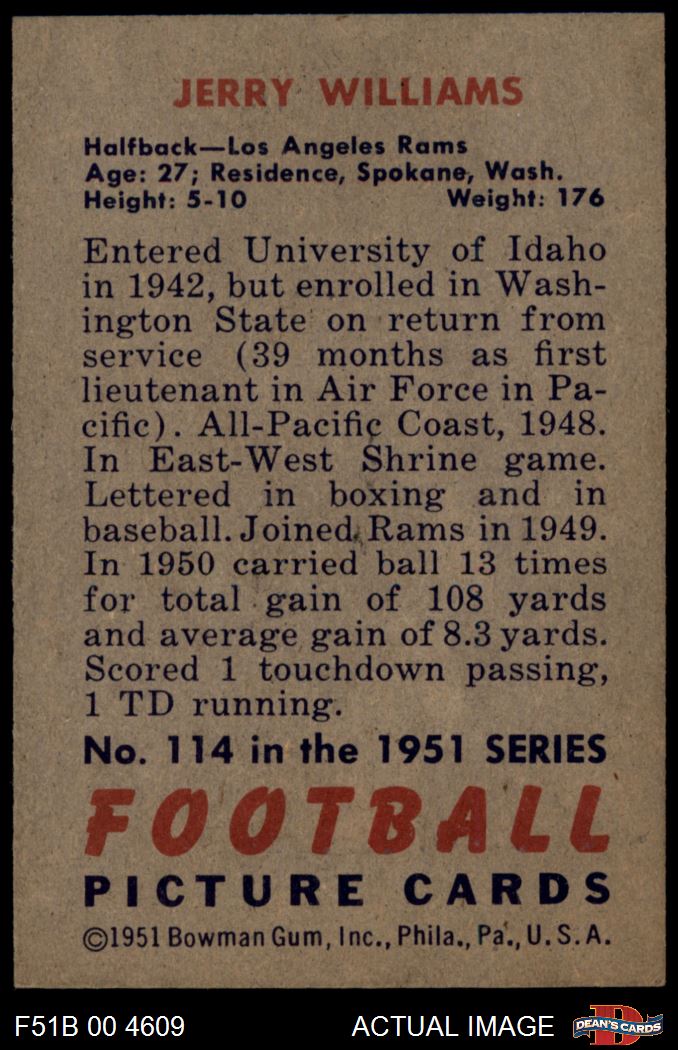 JERRY WILLIAMS
Halfback—Los Angeles Rams
Age: 27; Residence, Spokane, Wash.
Height: 5-10 Weight: 176
Entered University of Idaho
in 1942, but enrolled in Wash-
ington State on return from
service (39 months as first
lieutenant in Air Force in Pa-
cific). All-Pacific Coast, 1948.
In East-West Shrine game.
Lettered in boxing and in
baseball. Joined Rams in 1949.
In 1950 carried ball 13 times
for total gain of 108 yards
and average gain of 8.3 yards.
Scored 1 touchdown passing,
1 TD running.
No. 114 in the 1951 SERIES
FOOTBALL
PICTURE CARDS
©1951 Bowman Gum, Inc., Phila., Pa., U.S.A.
F51B 00 4609 ACTUAL IMAGE D DEAN'S CARDS